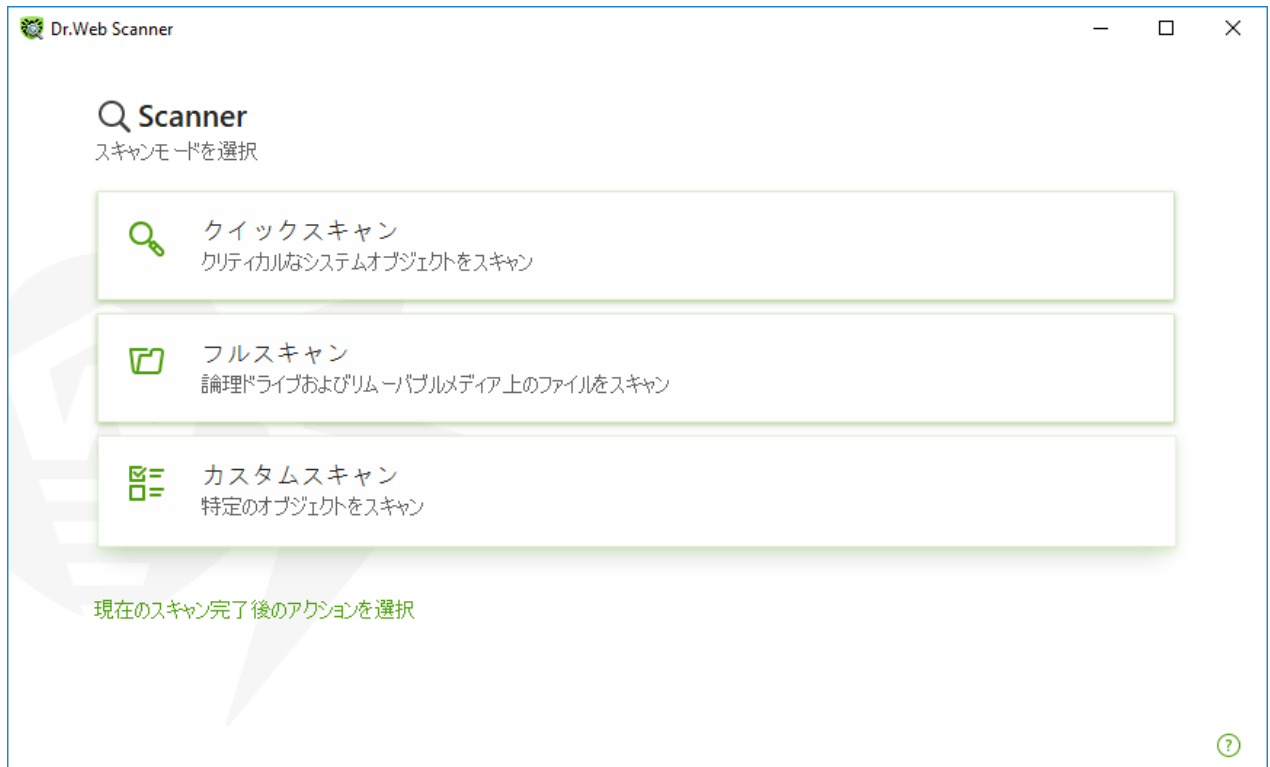 Dr.Web Scanner
Scanner
スキャンモードを選択
クイックスキャン
クリティカルなシステムオブジェクトをスキャン
フルスキャン
論理ドライブおよびリムーバブルメディア上のファイルをスキャン
カスタムスキャン
特定のオブジェクトをスキャン
現在のスキャン完了後のアクションを選択
?